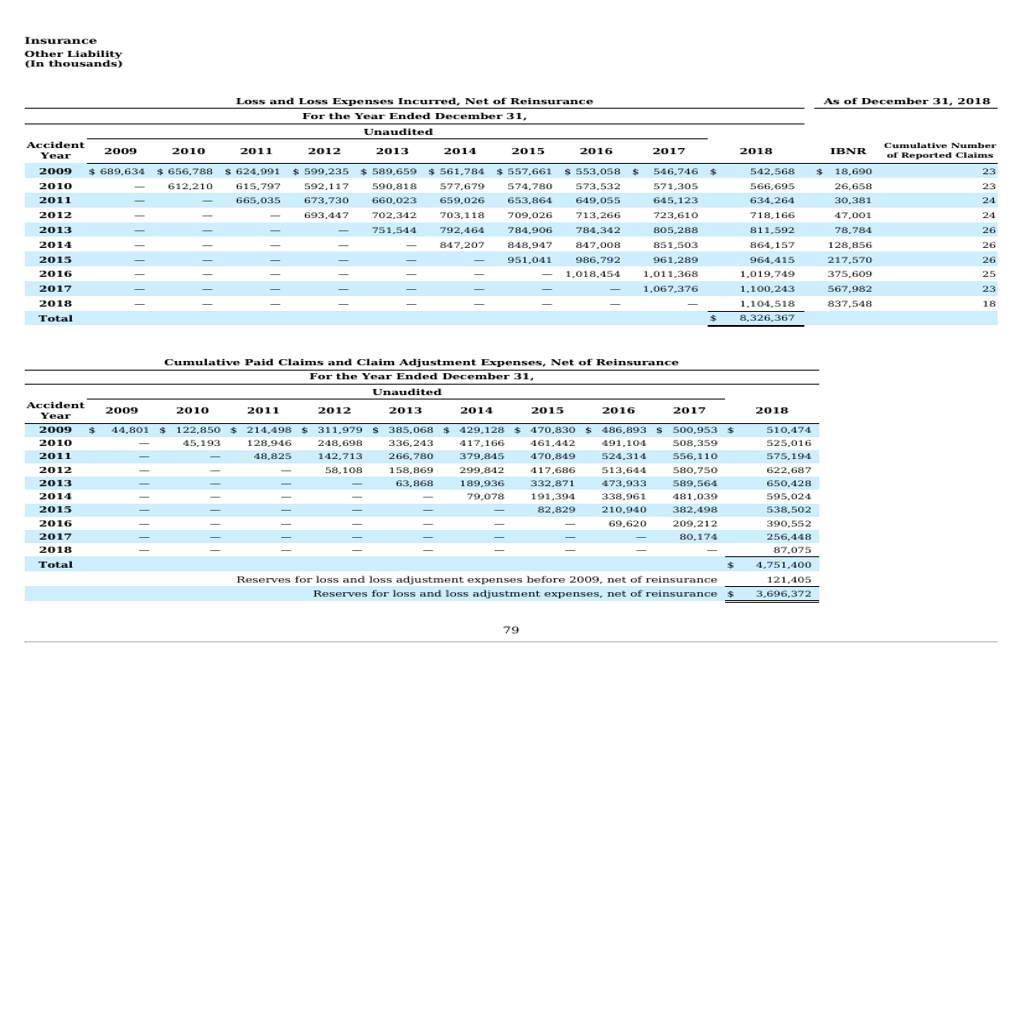 Insurance
Other Liability
(In thousands)
Loss and Loss Expenses Incurred, Net of Reinsurance As of December 31, 2018
For the Year Ended December 31,
Unaudited
Accident Year 2009 2010 2011 2012 2013 2014 2015 2016 2017 2018 IBNR Cumulative Number of Reported Claims
2009 $ 689,634 $ 656,788 $ 624,991 $ 599,235 $ 589,659 $ 561,784 $ 557,661 $ 553,058 $ 546,746 $ 542,568 $ 18,690 23
2010 — 612,210 615,797 592,117 590,818 577,679 574,780 573,532 571,305 566,695 26,658 23
2011 — — 665,035 673,730 660,023 659,026 653,864 649,055 645,123 634,264 30,381 24
2012 — — — 693,447 702,342 703,118 709,026 713,266 723,610 718,166 47,001 24
2013 — — — — 751,544 792,464 784,906 784,342 805,288 811,592 78,784 26
2014 — — — — — 847,207 848,947 847,008 851,503 864,157 128,856 26
2015 — — — — — — 951,041 986,792 961,289 964,415 217,570 26
2016 — — — — — — — 1,018,454 1,011,368 1,019,749 375,609 25
2017 — — — — — — — — 1,067,376 1,100,243 567,982 23
2018 — — — — — — — — — 1,104,518 837,548 18
Total $ 8,326,367
Cumulative Paid Claims and Claim Adjustment Expenses, Net of Reinsurance
For the Year Ended December 31,
Unaudited
Accident Year 2009 2010 2011 2012 2013 2014 2015 2016 2017 2018
2009 $ 44,801 $ 122,850 $ 214,498 $ 311,979 $ 385,068 $ 429,128 $ 470,830 $ 486,893 $ 500,953 $ 510,474
2010 — 45,193 128,946 248,698 336,243 417,166 461,442 491,104 508,359 525,016
2011 — — 48,825 142,713 266,780 379,845 470,849 524,314 556,110 575,194
2012 — — — 58,108 158,869 299,842 417,686 513,644 580,750 622,687
2013 — — — — 63,868 189,936 332,871 473,933 589,564 650,428
2014 — — — — — 79,078 191,394 338,961 481,039 595,024
2015 — — — — — — 82,829 210,940 382,498 538,502
2016 — — — — — — — 69,620 209,212 390,552
2017 — — — — — — — — 80,174 256,448
2018 — — — — — — — — — 87,075
Total $ 4,751,400
Reserves for loss and loss adjustment expenses before 2009, net of reinsurance 121,405
Reserves for loss and loss adjustment expenses, net of reinsurance $ 3,696,372
79